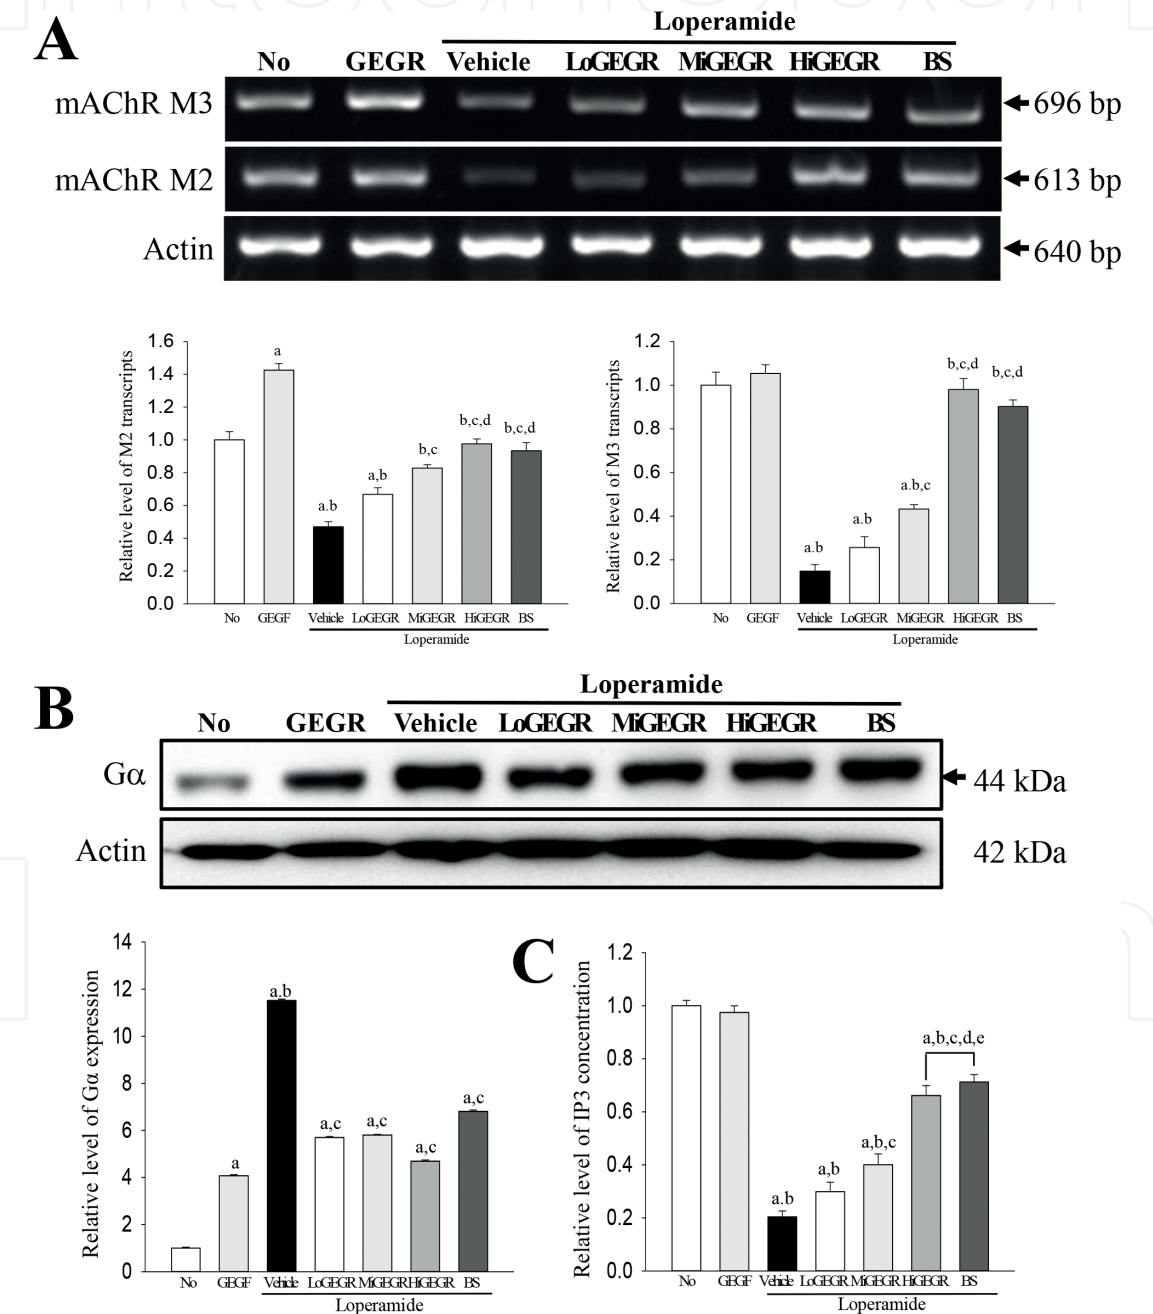 A
Loperamide
No GEGR Vehicle LoGEGR MiGEGR HiGEGR BS
mAChR M3 696 bp
mAChR M2 613 bp
Actin 640 bp
Relative level of M2 transcripts
1.6
1.4
1.2
1.0
0.8
0.6
0.4
0.2
0.0
a
a.b
a,b
b,c
b,c,d
b,c,d
No GEGF Vehicle LoGEGR MiGEGR HiGEGR BS
Loperamide
Relative level of M3 transcripts
1.2
1.0
0.8
0.6
0.4
0.2
0.0
a.b
a.b
a.b,c
b,c,d
b,c,d
No GEGF Vehicle LoGEGR MiGEGR HiGEGR BS
Loperamide
B
Loperamide
No GEGR Vehicle LoGEGR MiGEGR HiGEGR BS
Gα 44 kDa
Actin 42 kDa
Relative level of Gα expression
14
12
10
8
6
4
2
0
a
a.b
a,c
a,c
a,c
a,c
No GEGF Vehicle LoGEGR MiGEGR HiGEGR BS
Loperamide
C
Relative level of IP3 concentration
1.2
1.0
0.8
0.6
0.4
0.2
0.0
a.b
a,b
a,b,c
a,b,c,d,e
No GEGF Vehicle LoGEGR MiGEGR HiGEGR BS
Loperamide